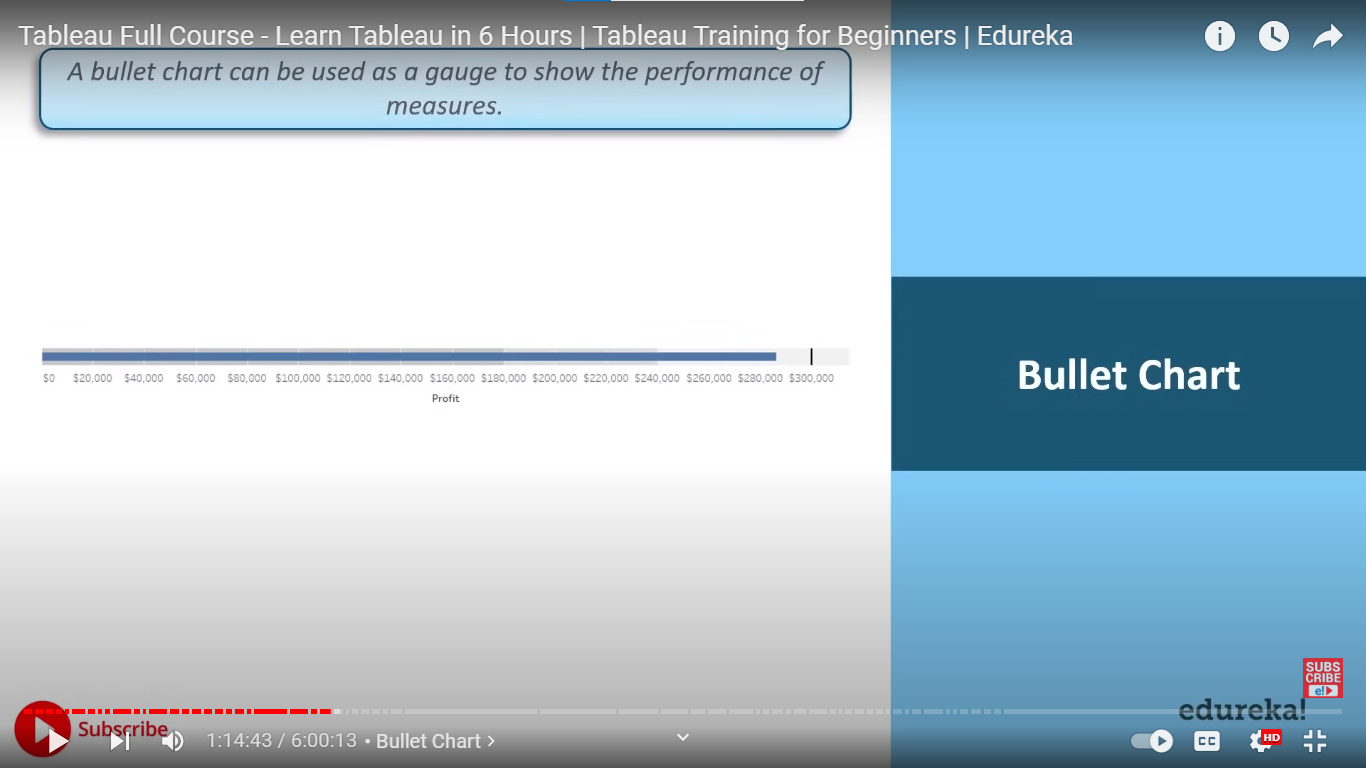 Tableau Full Course - Learn Tableau in 6 Hours | Tableau Training for Beginners | Edureka
A bullet chart can be used as a gauge to show the performance of
measures.
$0 $20,000 $40,000 $60,000 $80,000 $100,000 $120,000 $140,000 $160,000 $180,000 $200,000 $220,000 $240,000 $260,000 $280,000 $300,000
Profit
Bullet Chart
SUBS
CRIBE
e!
edureka!
Subscribe
1:14:43 / 6:00:13 • Bullet Chart
CC
HD